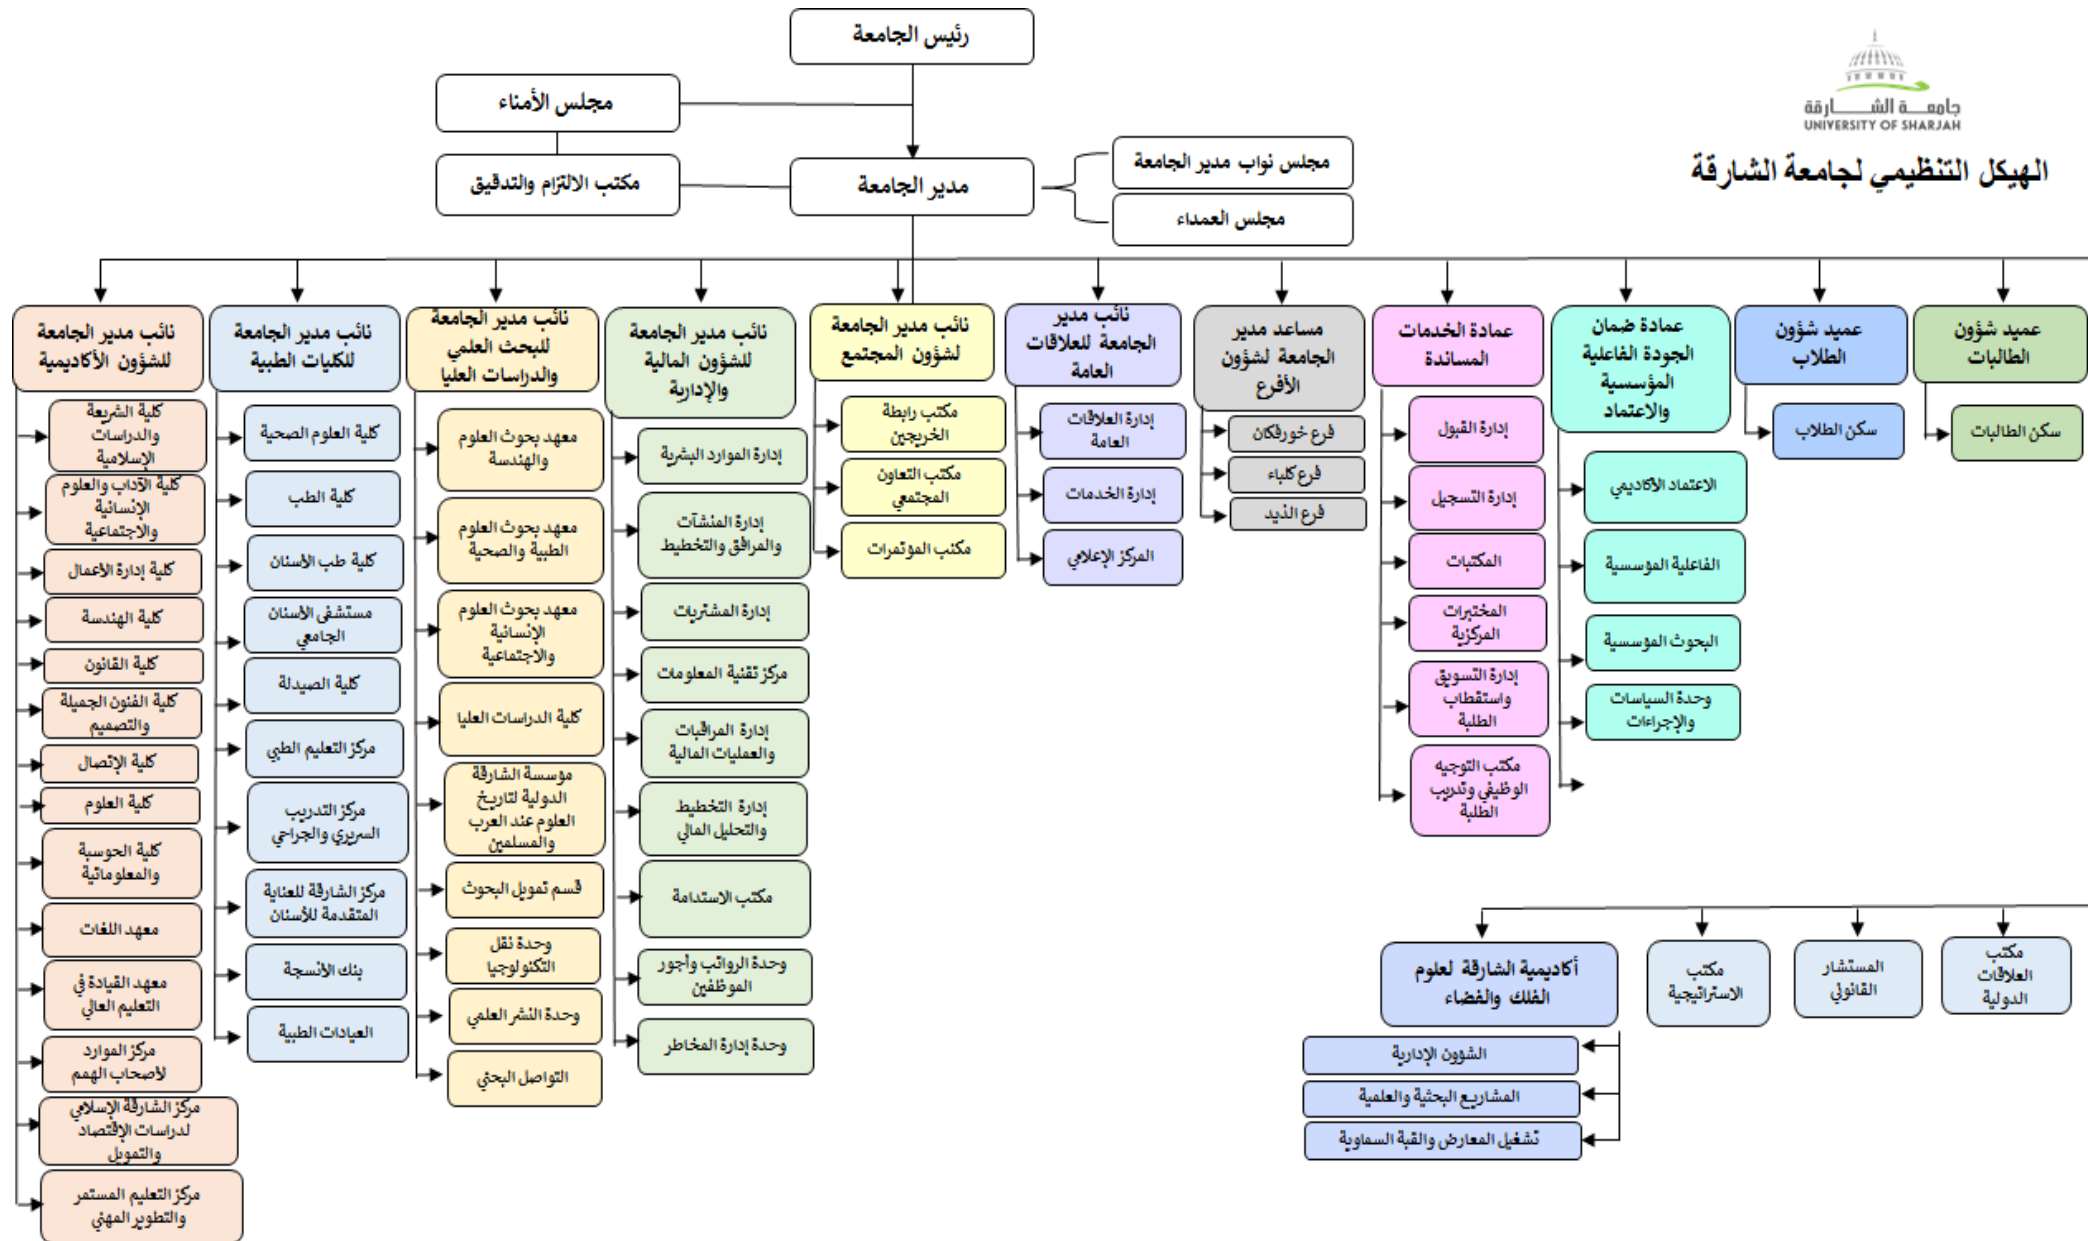 رئيس الجامعة
مجلس الأمناء
جامعة الشارقة
UNIVERSITY OF SHARJAH
الهيكل التنظيمي لجامعة الشارقة
مكتب الالتزام والتدقيق
مدير الجامعة
مجلس نواب مدير الجامعة
مجلس العمداء
عميد شؤون
الطالبات
سكن الطالبات
عميد شؤون
الطلاب
سكن الطلاب
عمادة ضمان
الجودة الفاعلية
المؤسسية
والاعتماد
الاعتماد الأكاديمي
الفاعلية المؤسسية
البحوث المؤسسية
وحدة السياسات
والإجراءات
عمادة الخدمات
المساندة
إدارة القبول
إدارة التسجيل
المكتبات
المختبرات
المركزية
إدارة التسويق
واستقطاب
الطلبة
مكتب التوجيه
الوظيفي وتدريب
الطلبة
مساعد مدير
الجامعة لشؤون
الأفرع
فرع خورفكان
فرع كلباء
فرع الذيد
نائب مدير
الجامعة للعلاقات
العامة
إدارة العلاقات
العامة
إدارة الخدمات
المركز الإعلامي
نائب مدير الجامعة
لشؤون المجتمع
مكتب رابطة
الخريجين
مكتب التعاون
المجتمعي
مكتب المؤتمرات
نائب مدير الجامعة
للشؤون المالية
والإدارية
إدارة الموارد البشرية
إدارة المنشآت
والمرافق والتخطيط
إدارة المشتريات
مركز تقنية المعلومات
إدارة المراقبات
والعمليات المالية
إدارة التخطيط
والتحليل المالي
مكتب الاستدامة
وحدة الرواتب وأجور
الموظفين
وحدة إدارة المخاطر
نائب مدير الجامعة
للبحث العلمي
والدراسات العليا
معهد بحوث العلوم
والهندسة
معهد بحوث العلوم
الطبية والصحية
معهد بحوث العلوم
الإنسانية
والاجتماعية
كلية الدراسات العليا
مؤسسة الشارقة
الدولية لتاريخ
العلوم عند العرب
والمسلمين
قسم تمويل البحوث
وحدة نقل
التكنولوجيا
وحدة النشر العلمي
التواصل البحثي
نائب مدير الجامعة
للكليات الطبية
كلية العلوم الصحية
كلية الطب
كلية طب الأسنان
مستشفى الأسنان
الجامعي
كلية الصيدلة
مركز التعليم الطبي
مركز التدريب
السريري والجراحي
مركز الشارقة للعناية
المتقدمة للأسنان
بنك الأنسجة
العيادات الطبية
نائب مدير الجامعة
للشؤون الأكاديمية
كلية الشريعة
والدراسات
الإسلامية
كلية الآداب والعلوم
الإنسانية
والاجتماعية
كلية إدارة الأعمال
كلية الهندسة
كلية القانون
كلية الفنون الجميلة
والتصميم
كلية الإتصال
كلية العلوم
كلية الحوسبة
والمعلوماتية
معهد اللغات
معهد القيادة في
التعليم العالي
مركز الموارد
لأصحاب الهمم
مركز الشارقة الإسلامي
لدراسات الإقتصاد
والتمويل
مركز التعليم المستمر
والتطوير المهني
مكتب
العلاقات
الدولية
المستشار
القانوني
مكتب
الاستراتيجية
أكاديمية الشارقة لعلوم
الفلك والفضاء
الشؤون الإدارية
المشاريع البحثية والعلمية
تشغيل المعارض والقبة السماوية